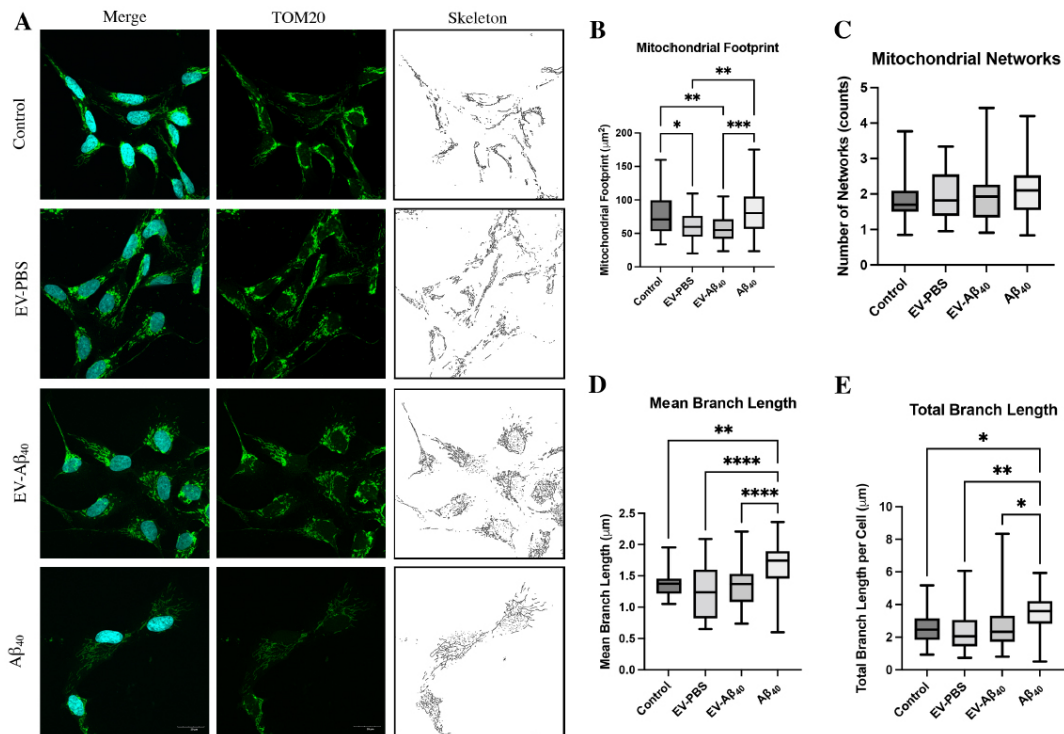 A
Merge
TOM20
Skeleton
Control
EV-PBS
EV-Aβ₄₀
Aβ₄₀
B
Mitochondrial Footprint
**
**
*
***
Mitochondrial Footprint (μm²)
200
150
100
50
0
Control
EV-PBS
EV-Aβ₄₀
Aβ₄₀
C
Mitochondrial Networks
Number of Networks (counts)
5
4
3
2
1
0
Control
EV-PBS
EV-Aβ₄₀
Aβ₄₀
D
Mean Branch Length
**
****
****
Mean Branch Length (μm)
2.5
2.0
1.5
1.0
0.5
0.0
Control
EV-PBS
EV-Aβ₄₀
Aβ₄₀
E
Total Branch Length
*
**
*
Total Branch Length per Cell (μm)
10
8
6
4
2
0
Control
EV-PBS
EV-Aβ₄₀
Aβ₄₀